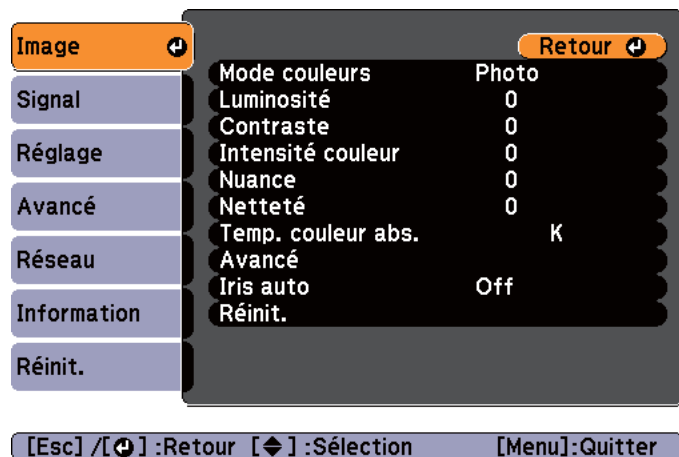 Image
Signal
Réglage
Avancé
Réseau
Information
Réinit.
Retour
Mode couleurs Photo
Luminosité 0
Contraste 0
Intensité couleur 0
Nuance 0
Netteté 0
Temp. couleur abs. K
Avancé
Iris auto Off
Réinit.
[Esc] /[ ] :Retour [ ] :Sélection [Menu]:Quitter